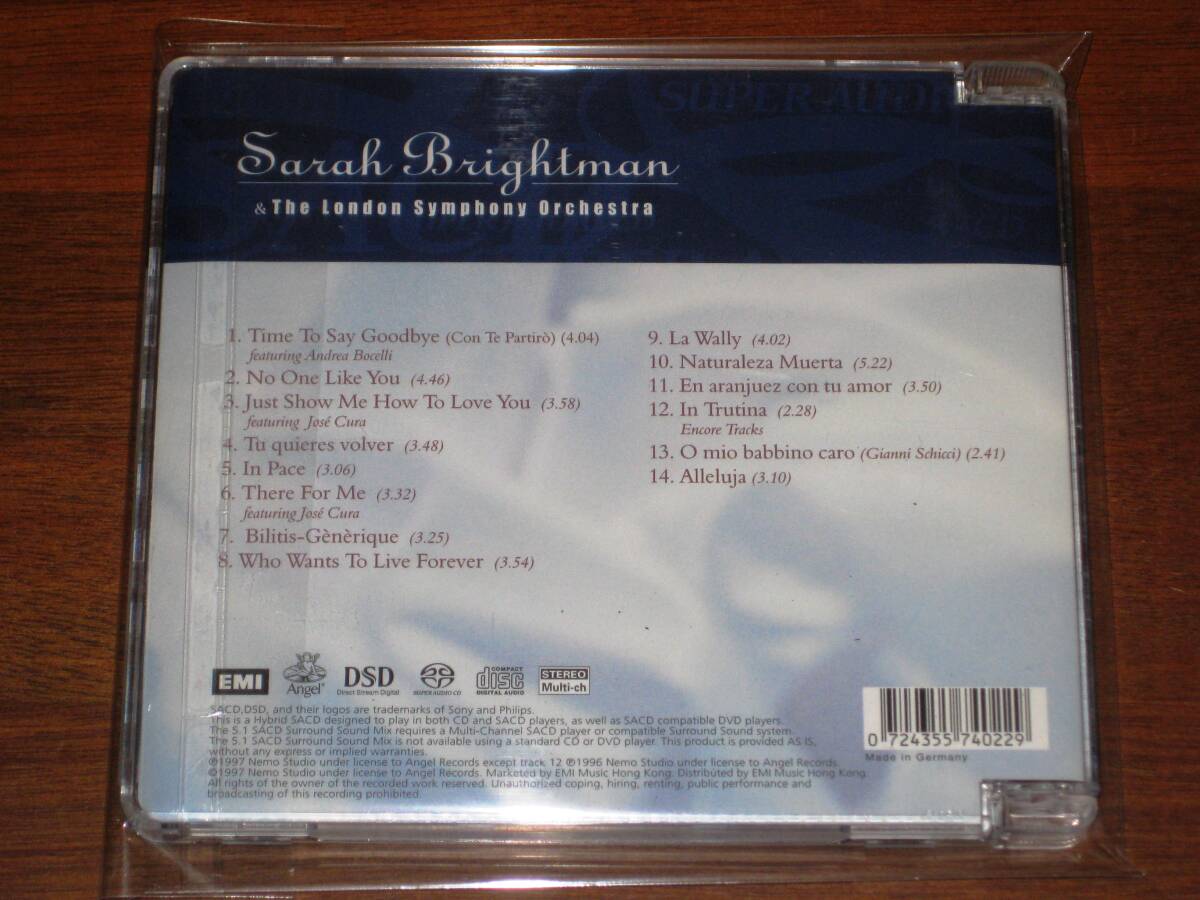 SUPER AUDIO
Sarah Brightman
& The London Symphony Orchestra
1. Time To Say Goodbye (Con Te Partirò) (4.04)
featuring Andrea Bocelli
2. No One Like You (4.46)
3. Just Show Me How To Love You (3.58)
featuring José Cura
4. Tu quieres volver (3.48)
5. In Pace (3.06)
6. There For Me (3.32)
featuring José Cura
7. Bilitis-Gènèrique (3.25)
8. Who Wants To Live Forever (3.54)
9. La Wally (4.02)
10. Naturaleza Muerta (5.22)
11. En aranjuez con tu amor (3.50)
12. In Trutina (2.28)
Encore Tracks
13. O mio babbino caro (Gianni Schicci) (2.41)
14. Alleluja (3.10)
EMI
Angel®
DSD
Direct Stream Digital
SUPER AUDIO CD
COMPACT
disc
DIGITAL AUDIO
STEREO
Multi-ch
SACD,DSD, and their logos are trademarks of Sony and Philips.
This is a Hybrid SACD designed to play in both CD and SACD players, as well as SACD compatible DVD players.
The 5.1 SACD Surround Sound Mix requires a Multi-Channel SACD player or compatible Surround Sound system.
The 5.1 SACD Surround Sound Mix is not available using a standard CD or DVD player. This product is provided AS IS,
without any express or implied warranties.
℗1997 Nemo Studio under license to Angel Records except track 12 ℗1996 Nemo Studio under license to Angel Records.
©1997 Nemo Studio under license to Angel Records. Marketed by EMI Music Hong Kong. Distributed by EMI Music Hong Kong.
All rights of the owner of the recorded work reserved. Unauthorized coping, hiring, renting, public performance and
broadcasting of this recording prohibited.
0 724355 740229
Made in Germany